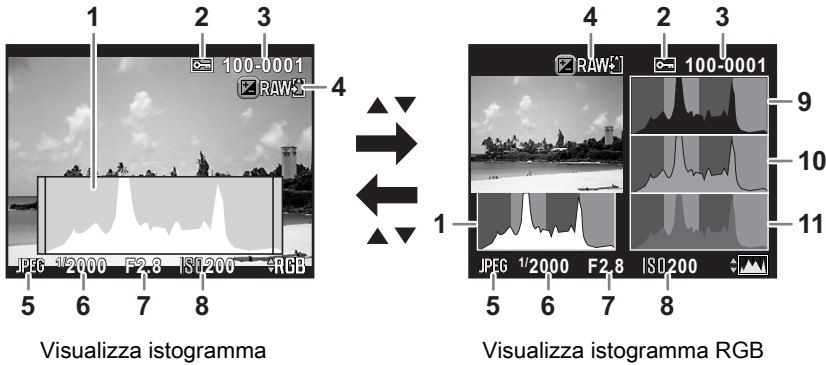 1 2 3
100-0001
RAW
4
JPEG 1/2000 F2.8 ISO200 RGB
5 6 7 8
Visualizza istogramma
4 2 3
RAW 100-0001
9
10
1
11
JPEG 1/2000 F2.8 ISO200
5 6 7 8
Visualizza istogramma RGB